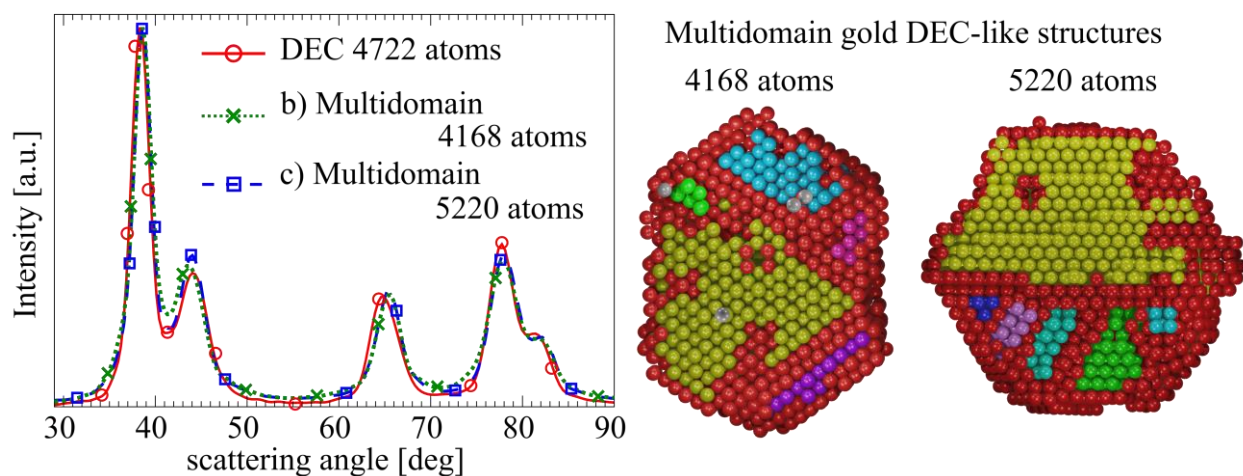 DEC 4722 atoms
b) Multidomain
4168 atoms
c) Multidomain
5220 atoms
Intensity [a.u.]
30 40 50 60 70 80 90
scattering angle [deg]
Multidomain gold DEC-like structures
4168 atoms 5220 atoms